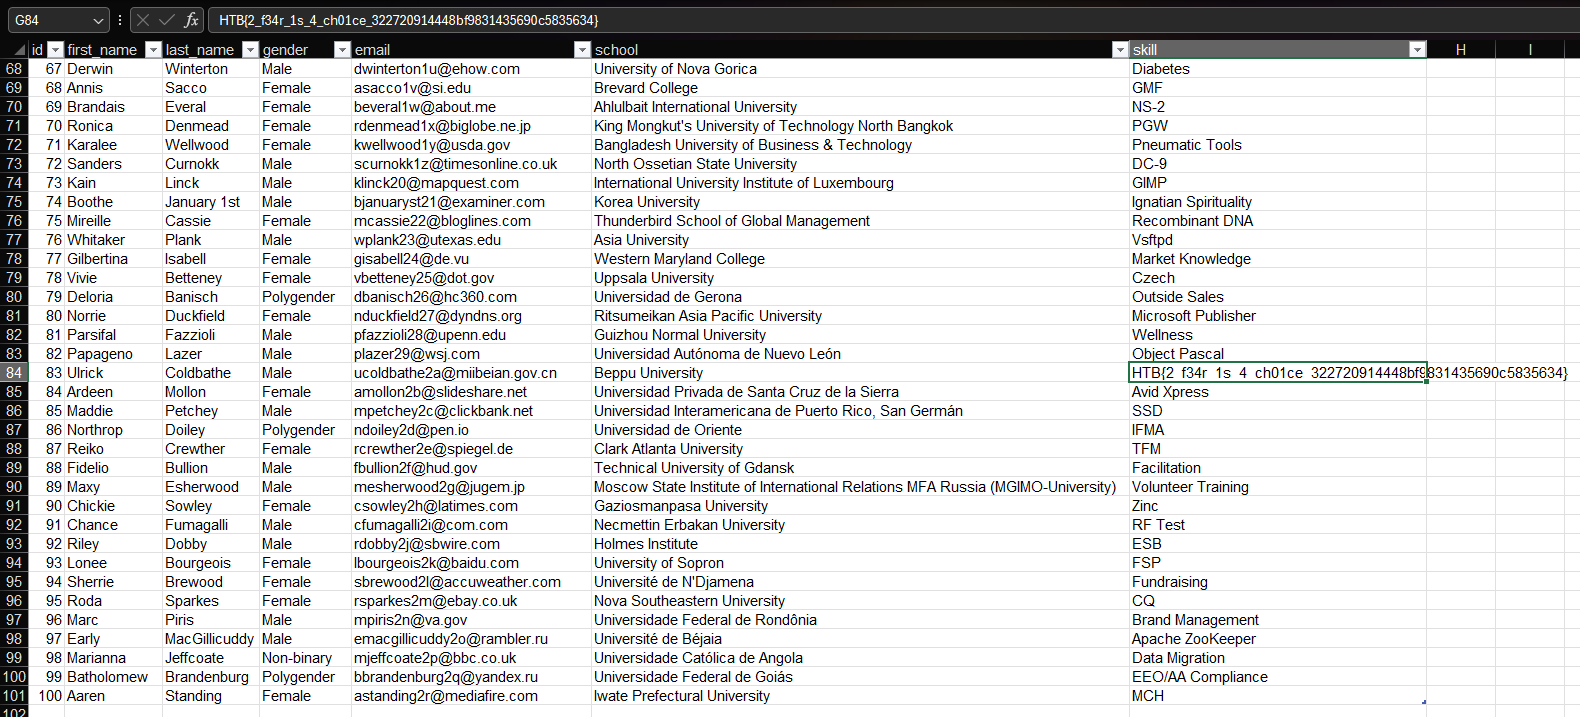 G84 fx HTB{2_f34r_1s_4_ch01ce_322720914448bf9831435690c5835634}
id first_name last_name gender email school skill H I
68 67 Derwin Winterton Male dwinterton1u@ehow.com University of Nova Gorica Diabetes
69 68 Annis Sacco Female asacco1v@si.edu Brevard College GMF
70 69 Brandais Everal Female beveral1w@about.me Ahlulbait International University NS-2
71 70 Ronica Denmead Female rdenmead1x@biglobe.ne.jp King Mongkut's University of Technology North Bangkok PGW
72 71 Karalee Wellwood Female kwellwood1y@usda.gov Bangladesh University of Business & Technology Pneumatic Tools
73 72 Sanders Curnokk Male scurnokk1z@timesonline.co.uk North Ossetian State University DC-9
74 73 Kain Linck Male klinck20@mapquest.com International University Institute of Luxembourg GIMP
75 74 Boothe January 1st Male bjanuaryst21@examiner.com Korea University Ignatian Spirituality
76 75 Mireille Cassie Female mcassie22@bloglines.com Thunderbird School of Global Management Recombinant DNA
77 76 Whitaker Plank Male wplank23@utexas.edu Asia University Vsftpd
78 77 Gilbertina Isabell Female gisabell24@de.vu Western Maryland College Market Knowledge
79 78 Vivie Betteney Female vbetteney25@dot.gov Uppsala University Czech
80 79 Deloria Banisch Polygender dbanisch26@hc360.com Universidad de Gerona Outside Sales
81 80 Norrie Duckfield Female nduckfield27@dyndns.org Ritsumeikan Asia Pacific University Microsoft Publisher
82 81 Parsifal Fazzioli Male pfazzioli28@upenn.edu Guizhou Normal University Wellness
83 82 Papageno Lazer Male plazer29@wsj.com Universidad Autónoma de Nuevo León Object Pascal
84 83 Ulrick Coldbathe Male ucoldbathe2a@miibeian.gov.cn Beppu University HTB{2_f34r_1s_4_ch01ce_322720914448bf9831435690c5835634}
85 84 Ardeen Mollon Female amollon2b@slideshare.net Universidad Privada de Santa Cruz de la Sierra Avid Xpress
86 85 Maddie Petchey Male mpetchey2c@clickbank.net Universidad Interamericana de Puerto Rico, San Germán SSD
87 86 Northrop Doiley Polygender ndoiley2d@pen.io Universidad de Oriente IFMA
88 87 Reiko Crewther Female rcrewther2e@spiegel.de Clark Atlanta University TFM
89 88 Fidelio Bullion Male fbullion2f@hud.gov Technical University of Gdansk Facilitation
90 89 Maxy Esherwood Male mesherwood2g@jugem.jp Moscow State Institute of International Relations MFA Russia (MGIMO-University) Volunteer Training
91 90 Chickie Sowley Female csowley2h@latimes.com Gaziosmanpasa University Zinc
92 91 Chance Fumagalli Male cfumagalli2i@com.com Necmettin Erbakan University RF Test
93 92 Riley Dobby Male rdobby2j@sbwire.com Holmes Institute ESB
94 93 Lonee Bourgeois Female lbourgeois2k@baidu.com University of Sopron FSP
95 94 Sherrie Brewood Female sbrewood2l@accuweather.com Université de N'Djamena Fundraising
96 95 Roda Sparkes Female rsparkes2m@ebay.co.uk Nova Southeastern University CQ
97 96 Marc Piris Male mpiris2n@va.gov Universidade Federal de Rondônia Brand Management
98 97 Early MacGillicuddy Male emacgillicuddy2o@rambler.ru Université de Béjaia Apache ZooKeeper
99 98 Marianna Jeffcoate Non-binary mjeffcoate2p@bbc.co.uk Universidade Católica de Angola Data Migration
100 99 Batholomew Brandenburg Polygender bbrandenburg2q@yandex.ru Universidade Federal de Goiás EEO/AA Compliance
101 100 Aaren Standing Female astanding2r@mediafire.com Iwate Prefectural University MCH
102